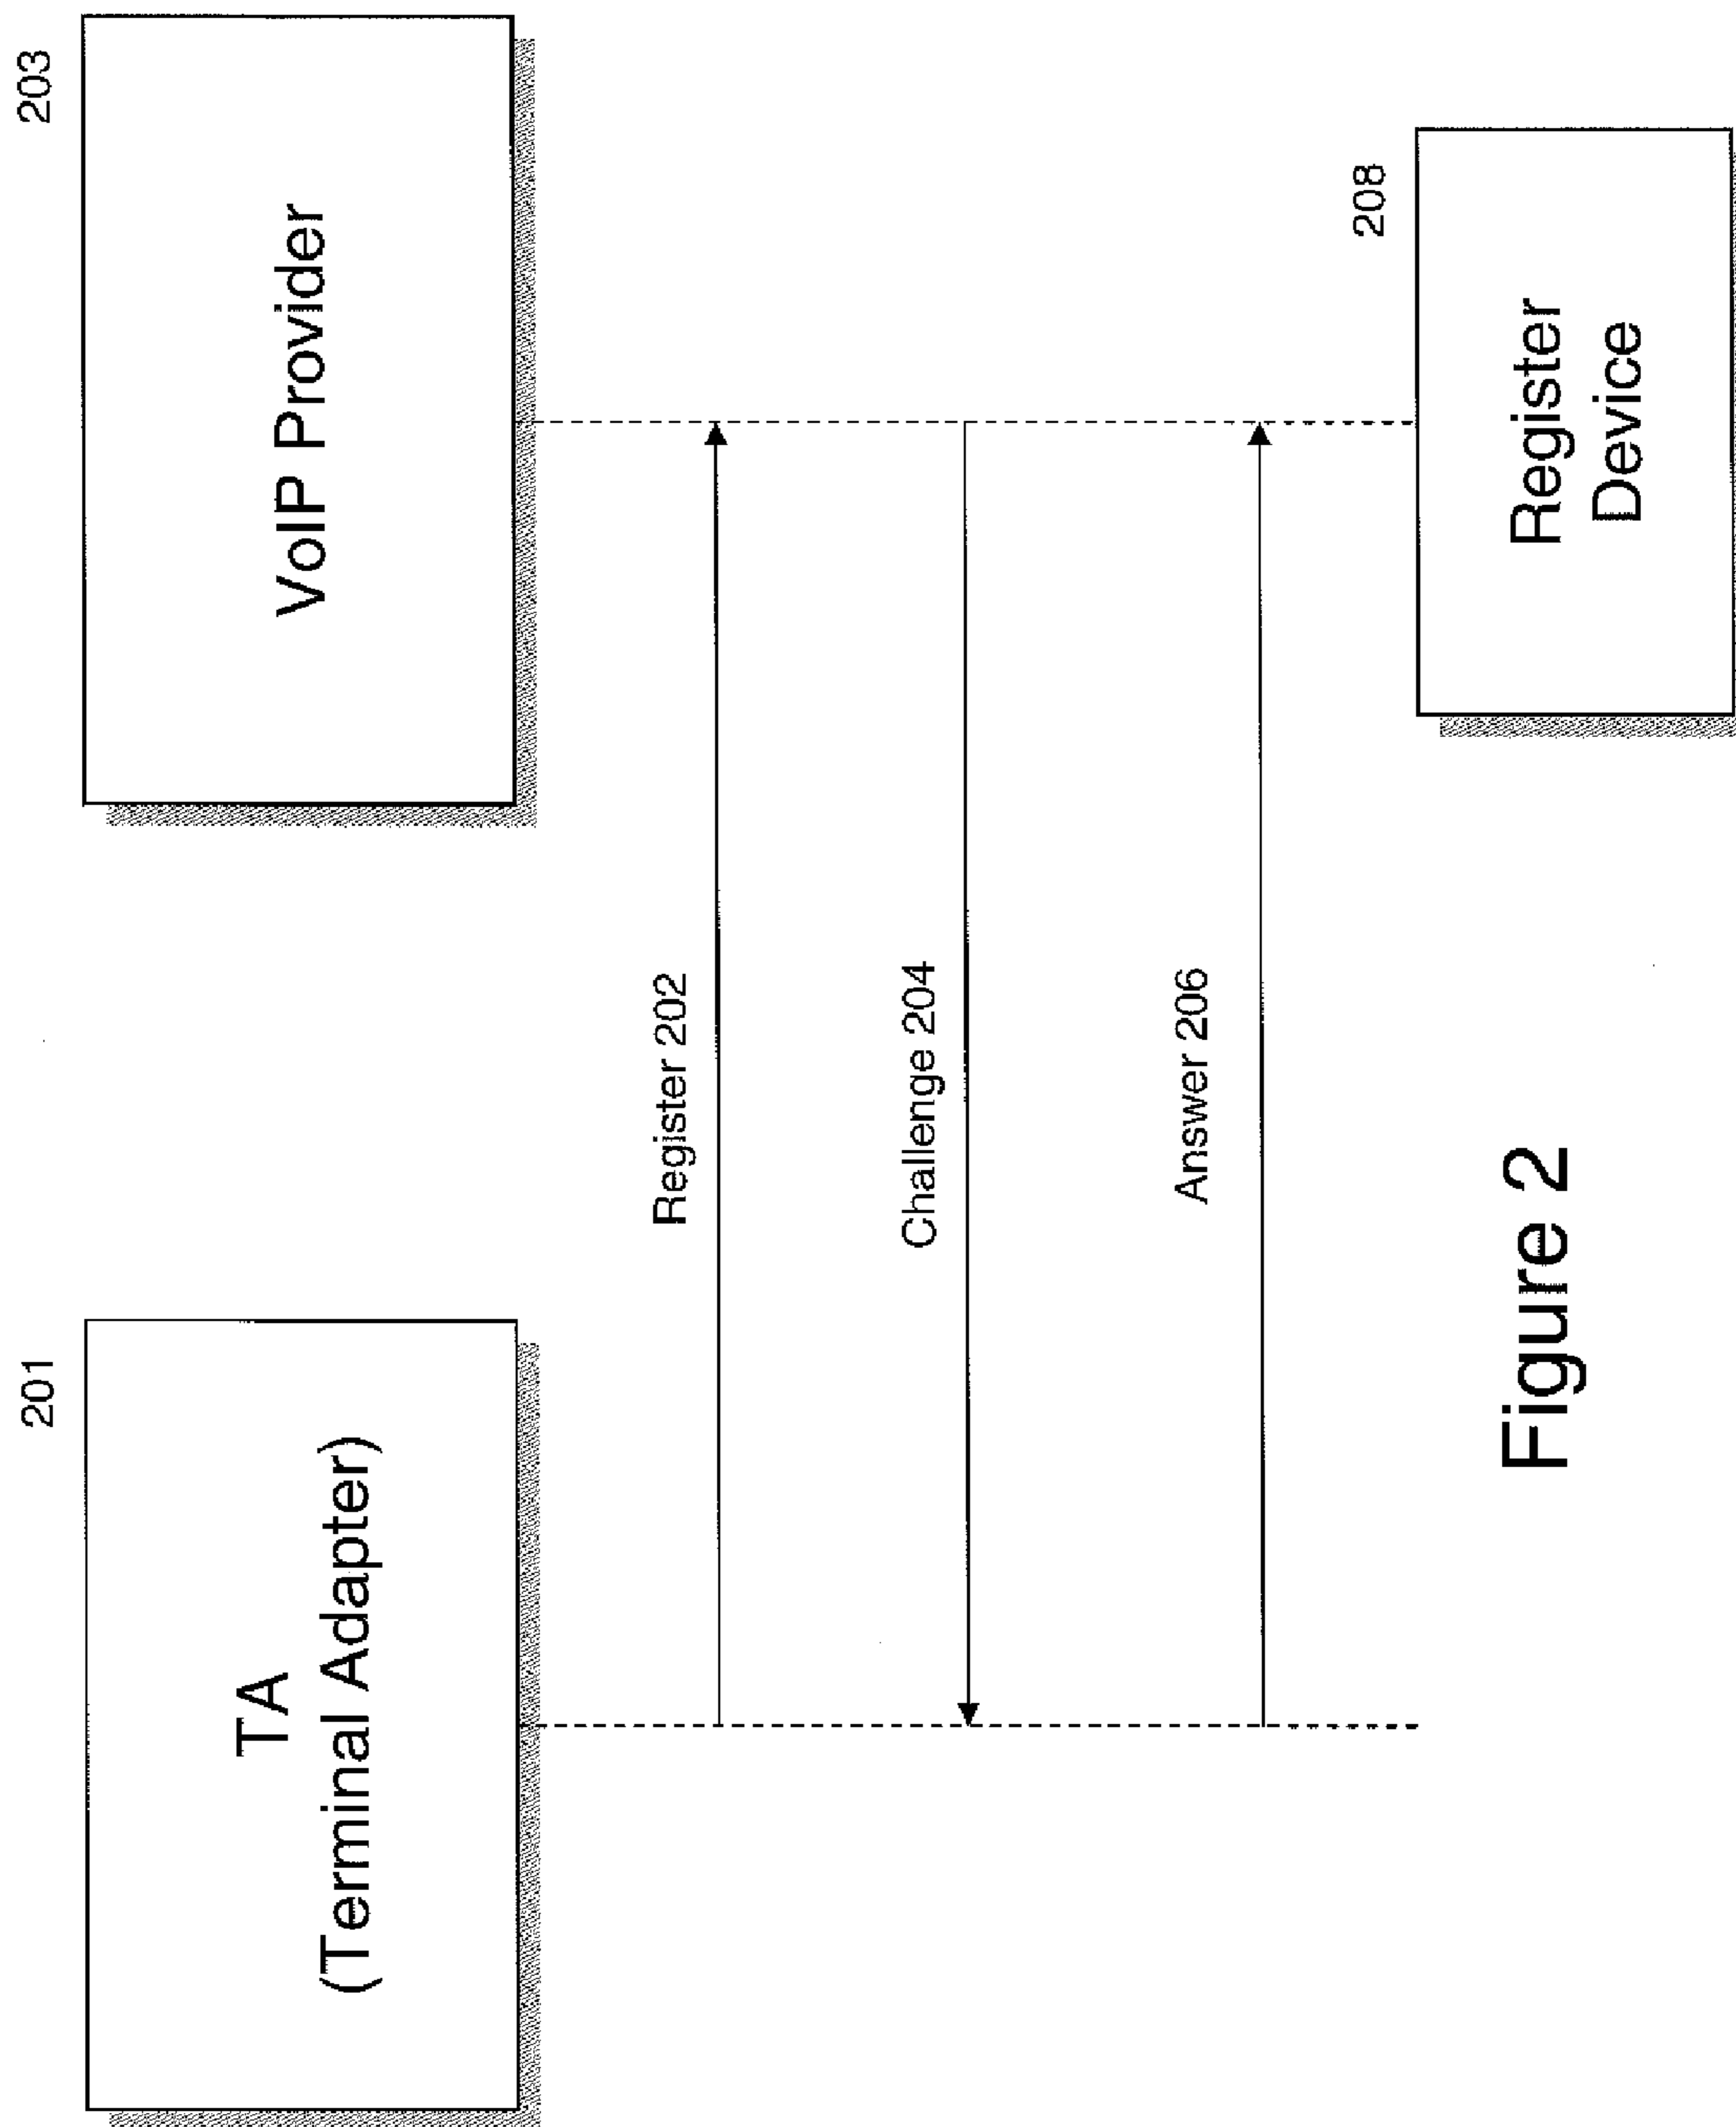 201
TA
(Terminal Adapter)
203
VoIP Provider
Register 202
Challenge 204
Answer 206
208
Register
Device
Figure 2